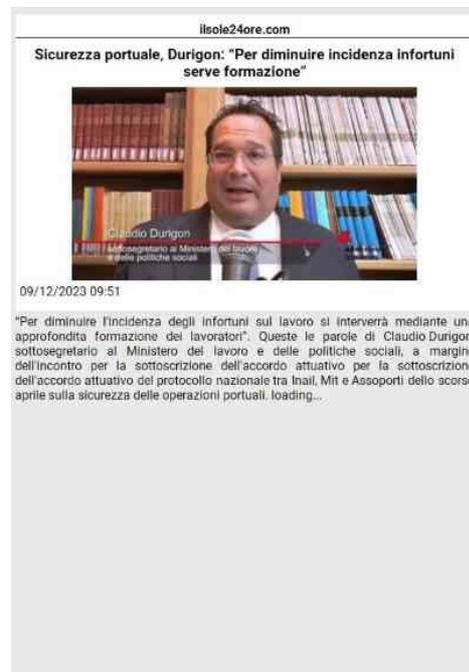 ilsole24ore.com
Sicurezza portuale, Durigon: "Per diminuire incidenza infortuni
serve formazione"
Claudio Durigon
sottosegretario al Ministero del lavoro
e delle politiche sociali
09/12/2023 09:51
"Per diminuire l'incidenza degli infortuni sul lavoro si interverrà mediante una
approfondita formazione dei lavoratori". Queste le parole di Claudio Durigon,
sottosegretario al Ministero del lavoro e delle politiche sociali, a margine
dell'incontro per la sottoscrizione dell'accordo attuativo per la sottoscrizione
dell'accordo attuativo del protocollo nazionale tra Inail, Mit e Assoporti dello scorso
aprile sulla sicurezza delle operazioni portuali. loading...